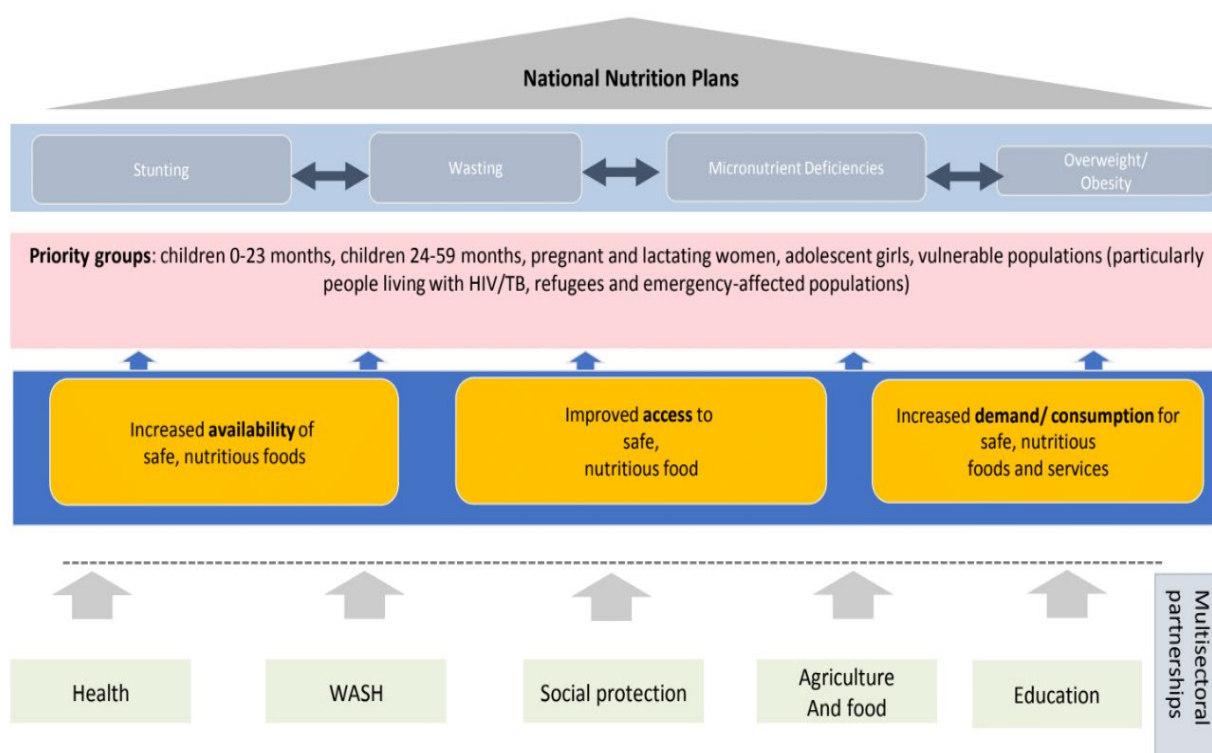 National Nutrition Plans
Stunting
Wasting
Micronutrient Deficiencies
Overweight/
Obesity
Priority groups: children 0-23 months, children 24-59 months, pregnant and lactating women, adolescent girls, vulnerable populations (particularly
people living with HIV/TB, refugees and emergency-affected populations)
Increased availability of
safe, nutritious foods
Improved access to
safe,
nutritious food
Increased demand/ consumption for
safe, nutritious
foods and services
Health
WASH
Social protection
Agriculture
And food
Education
Multisectoral
partnerships